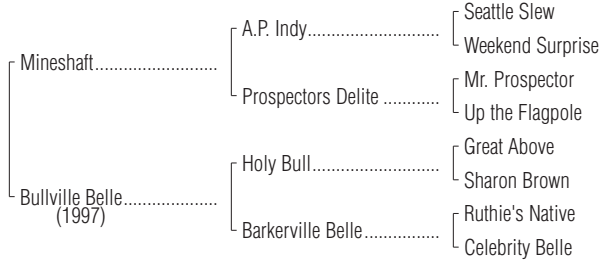 Seattle Slew
A.P. Indy...........................
Weekend Surprise
Mineshaft..........................
Mr. Prospector
Prospectors Delite ............
Up the Flagpole
Great Above
Holy Bull...........................
Sharon Brown
Bullville Belle....................
(1997)
Ruthie's Native
Barkerville Belle................
Celebrity Belle